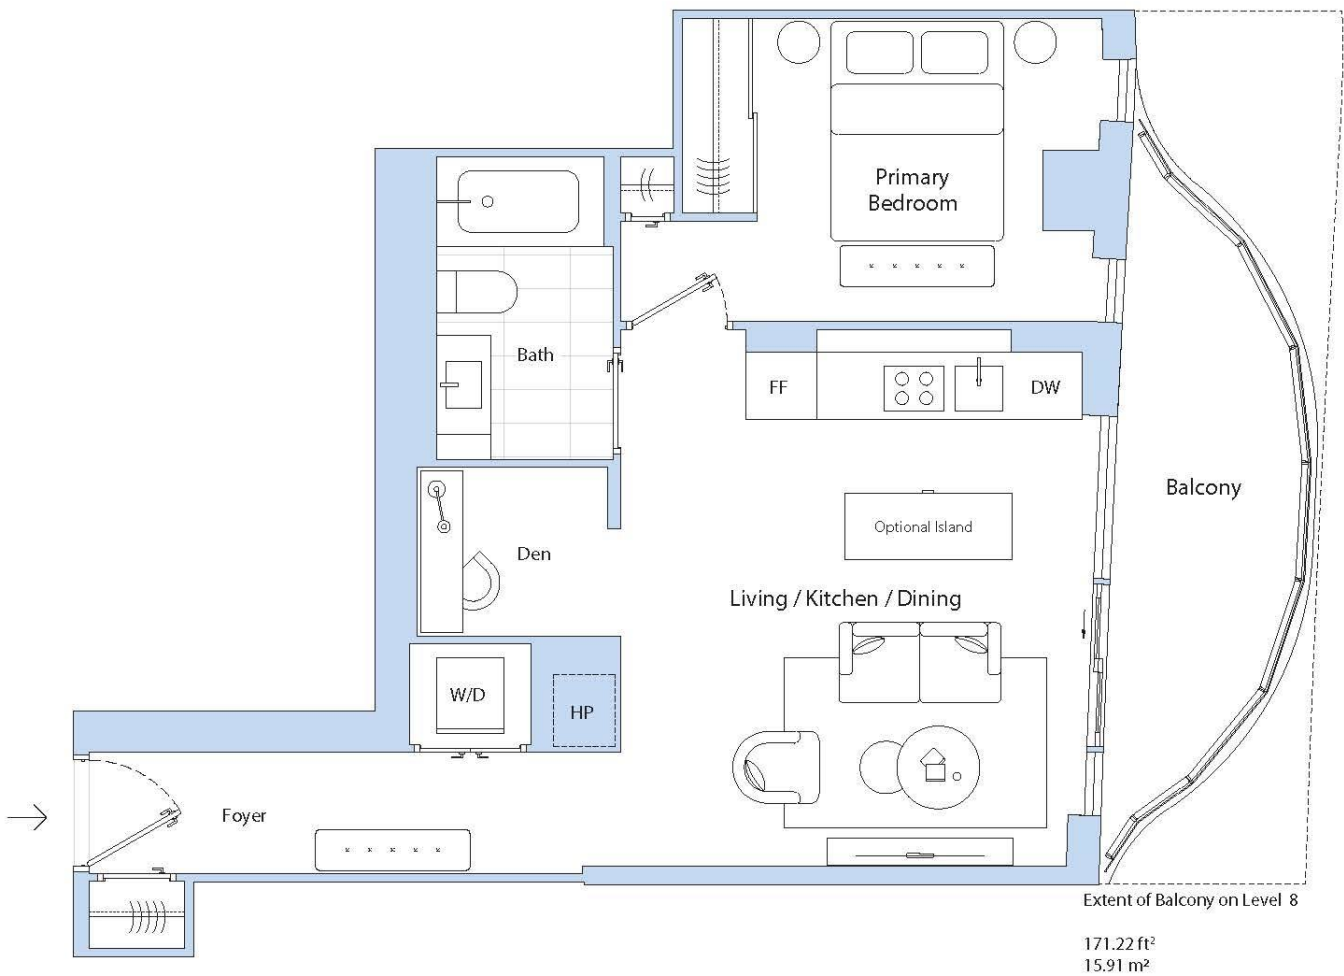 Primary
Bedroom
Bath
FF
DW
Balcony
Optional Island
Den
Living / Kitchen / Dining
W/D
HP
Foyer
Extent of Balcony on Level 8
171.22 ft²
15.91 m²